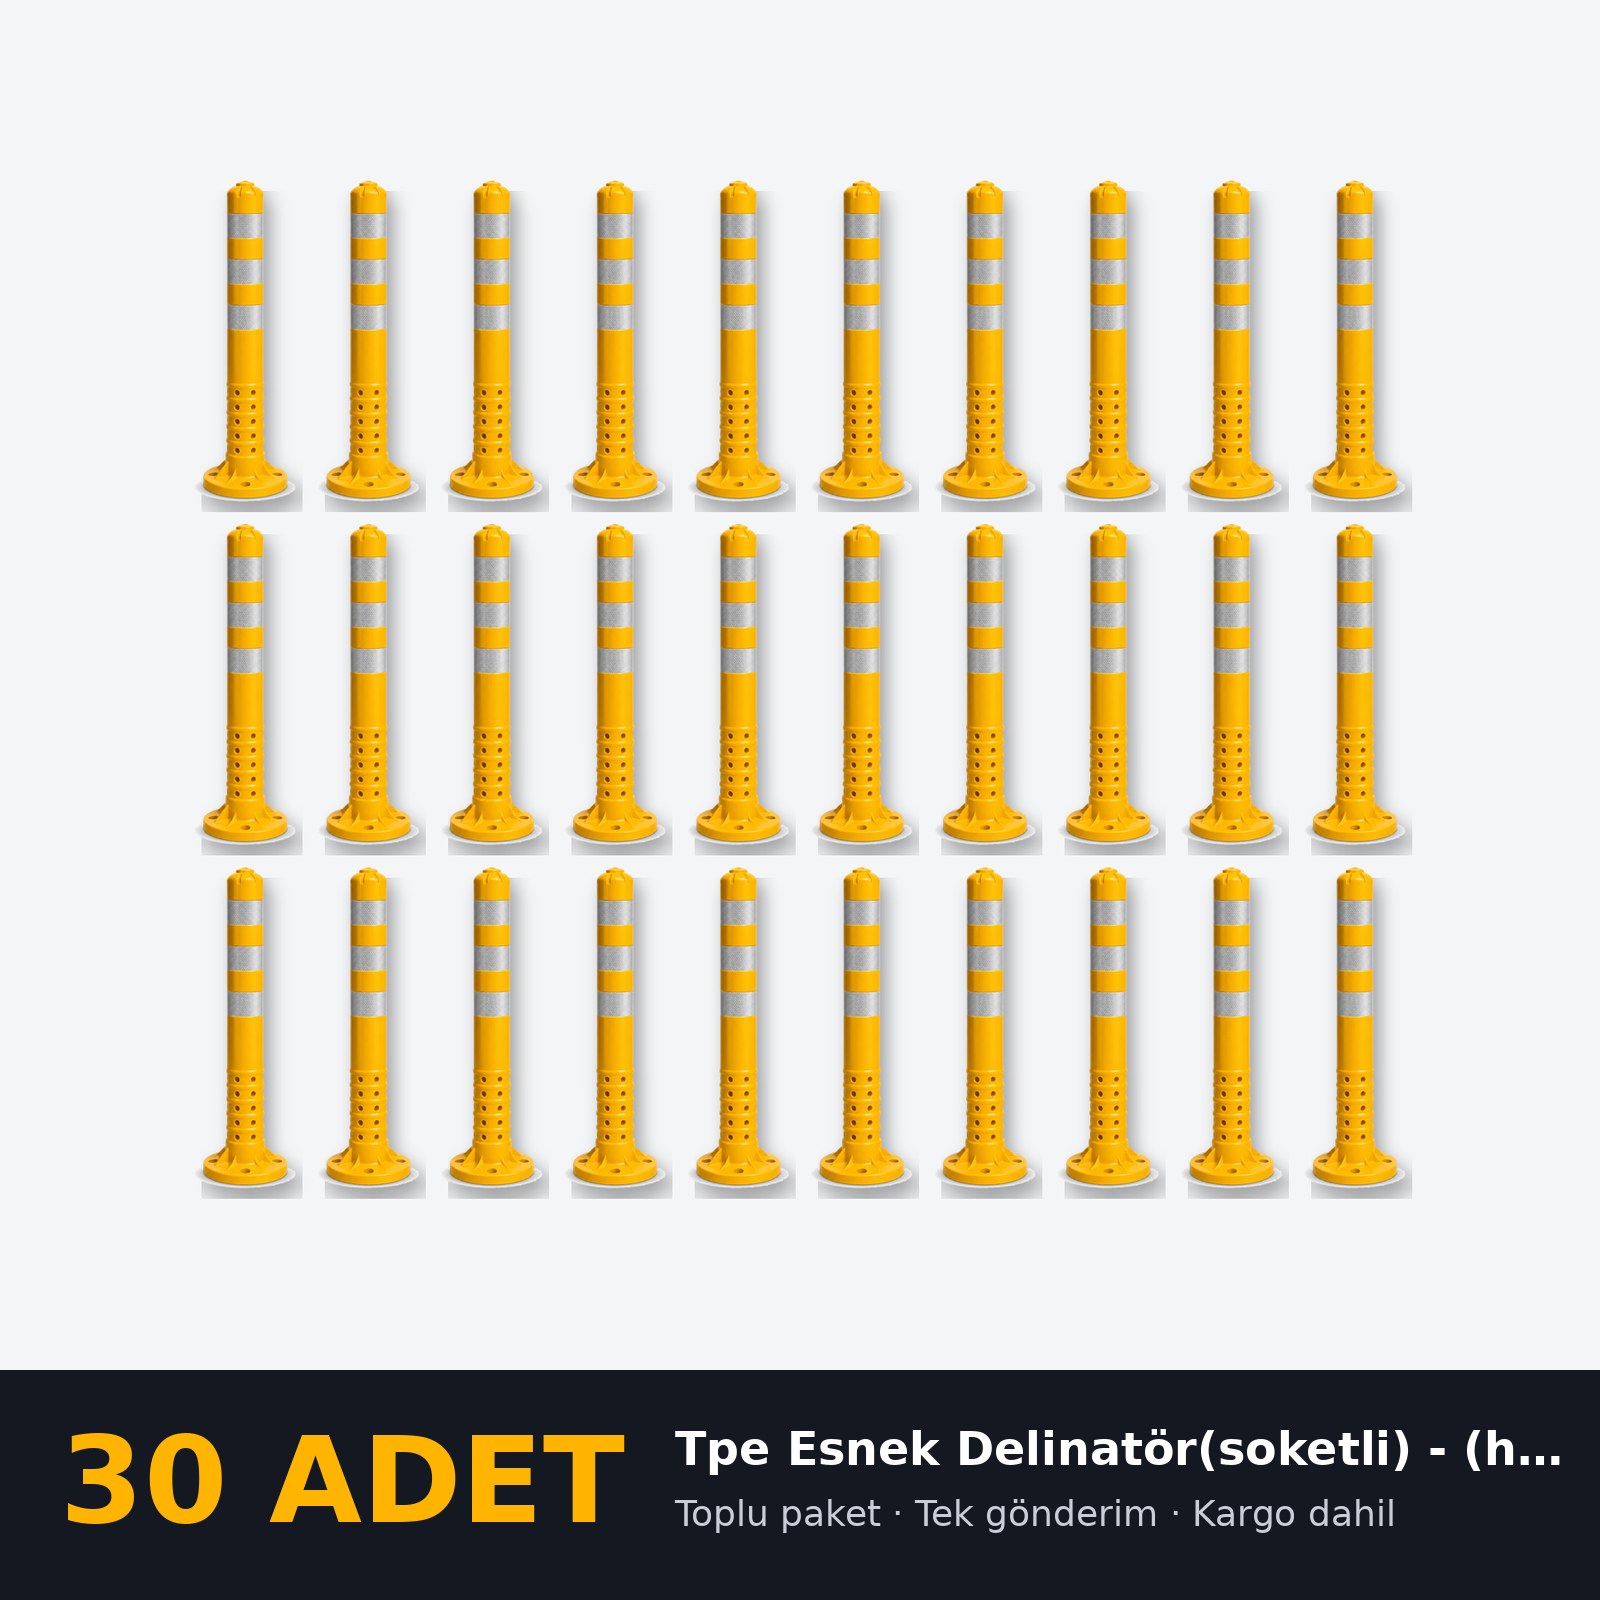 30 ADET
Tpe Esnek Delinatör(soketli) - (h...
Toplu paket · Tek gönderim · Kargo dahil